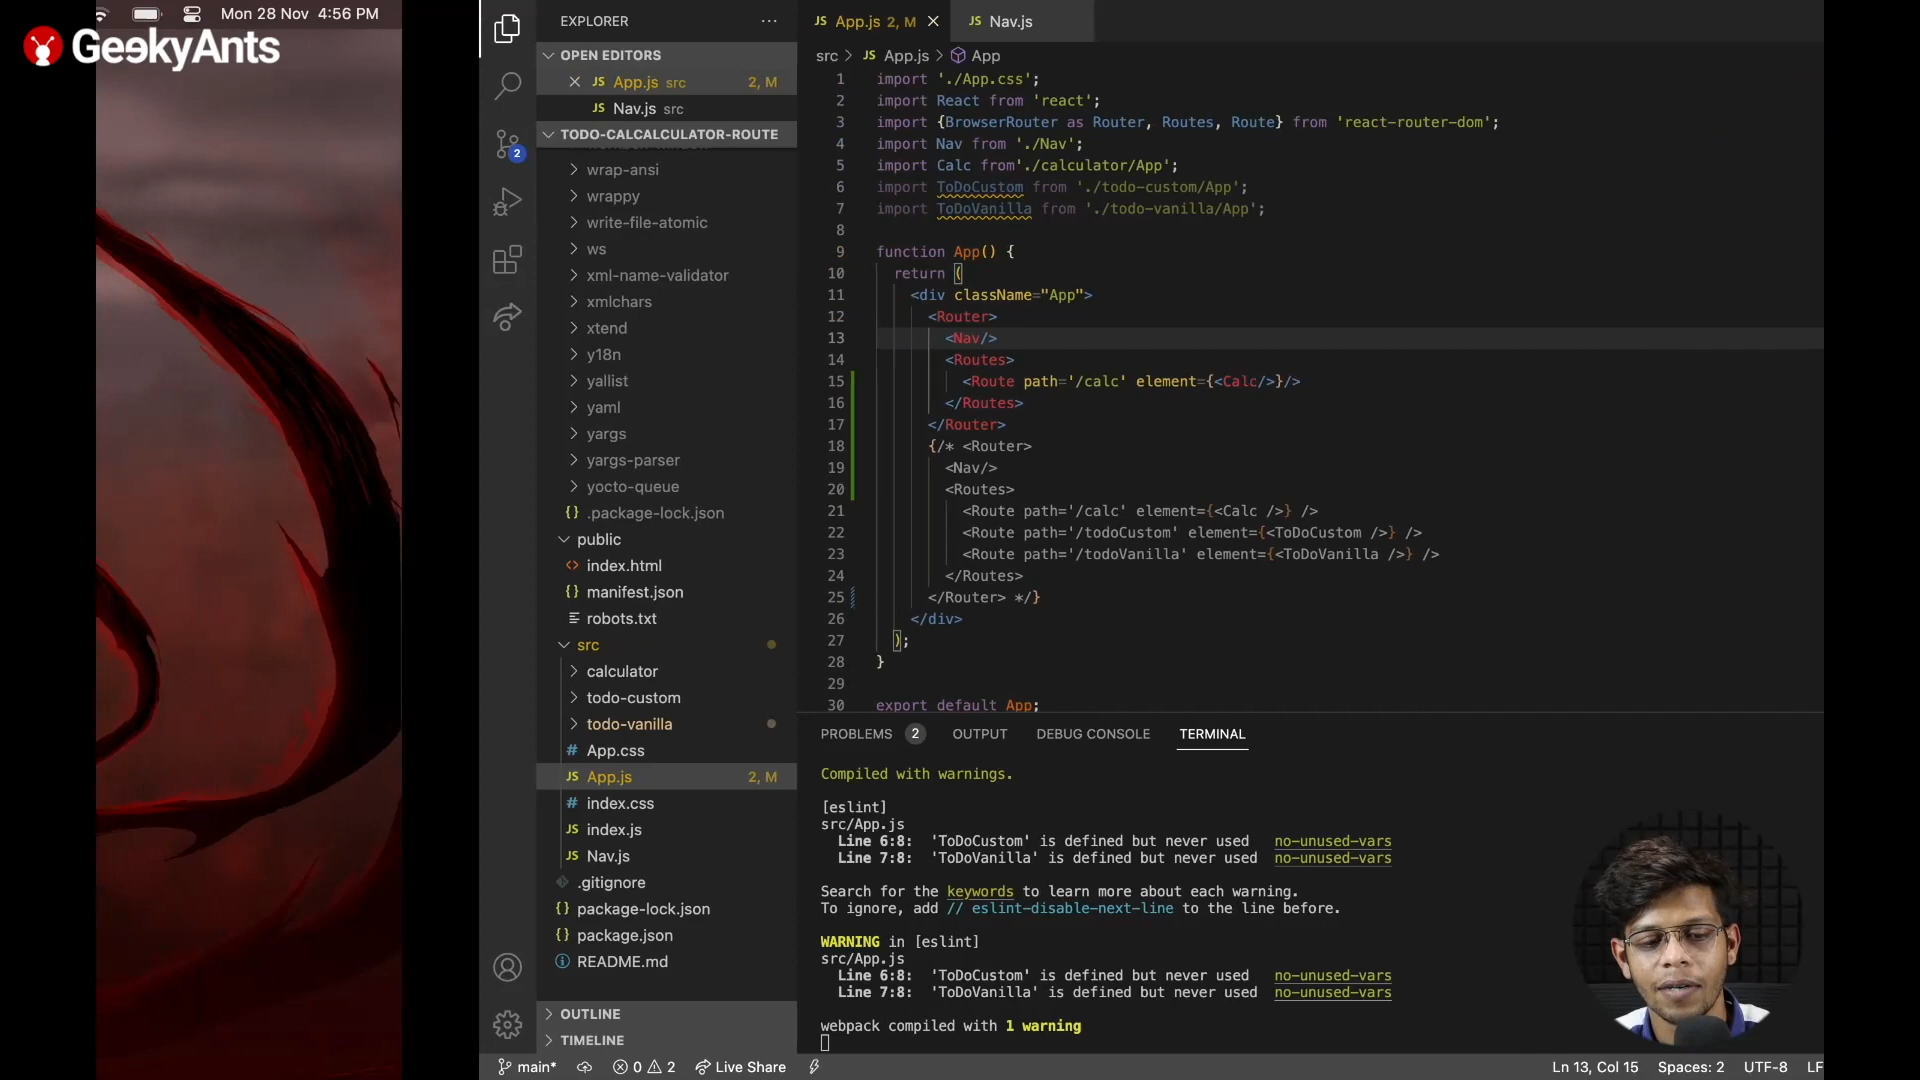 Mon 28 Nov 4:56 PM
GeekyAnts
EXPLORER
OPEN EDITORS
JS App.js src 2, M
JS Nav.js src
TODO-CALCALCULATOR-ROUTE
wrap-ansi
wrappy
write-file-atomic
ws
xml-name-validator
xmlchars
xtend
y18n
yallist
yaml
yargs
yargs-parser
yocto-queue
{} .package-lock.json
public
<> index.html
{} manifest.json
robots.txt
src
calculator
todo-custom
todo-vanilla
# App.css
JS App.js 2, M
# index.css
JS index.js
JS Nav.js
.gitignore
{} package-lock.json
{} package.json
README.md
OUTLINE
TIMELINE
2
JS App.js 2, M
JS Nav.js
src > JS App.js > App
1 import './App.css';
2 import React from 'react';
3 import {BrowserRouter as Router, Routes, Route} from 'react-router-dom';
4 import Nav from './Nav';
5 import Calc from'./calculator/App';
6 import ToDoCustom from './todo-custom/App';
7 import ToDoVanilla from './todo-vanilla/App';
8
9 function App() {
10 return (
11 <div className="App">
12 <Router>
13 <Nav/>
14 <Routes>
15 <Route path='/calc' element={<Calc/>}/>
16 </Routes>
17 </Router>
18 {/* <Router>
19 <Nav/>
20 <Routes>
21 <Route path='/calc' element={<Calc />} />
22 <Route path='/todoCustom' element={<ToDoCustom />} />
23 <Route path='/todoVanilla' element={<ToDoVanilla />} />
24 </Routes>
25 </Router> */}
26 </div>
27 );
28 }
29
30 export default App;
PROBLEMS 2 OUTPUT DEBUG CONSOLE TERMINAL
Compiled with warnings.
[eslint]
src/App.js
Line 6:8: 'ToDoCustom' is defined but never used no-unused-vars
Line 7:8: 'ToDoVanilla' is defined but never used no-unused-vars
Search for the keywords to learn more about each warning.
To ignore, add // eslint-disable-next-line to the line before.
WARNING in [eslint]
src/App.js
Line 6:8: 'ToDoCustom' is defined but never used no-unused-vars
Line 7:8: 'ToDoVanilla' is defined but never used no-unused-vars
webpack compiled with 1 warning
main* 0 2 Live Share Ln 13, Col 15 Spaces: 2 UTF-8 LF